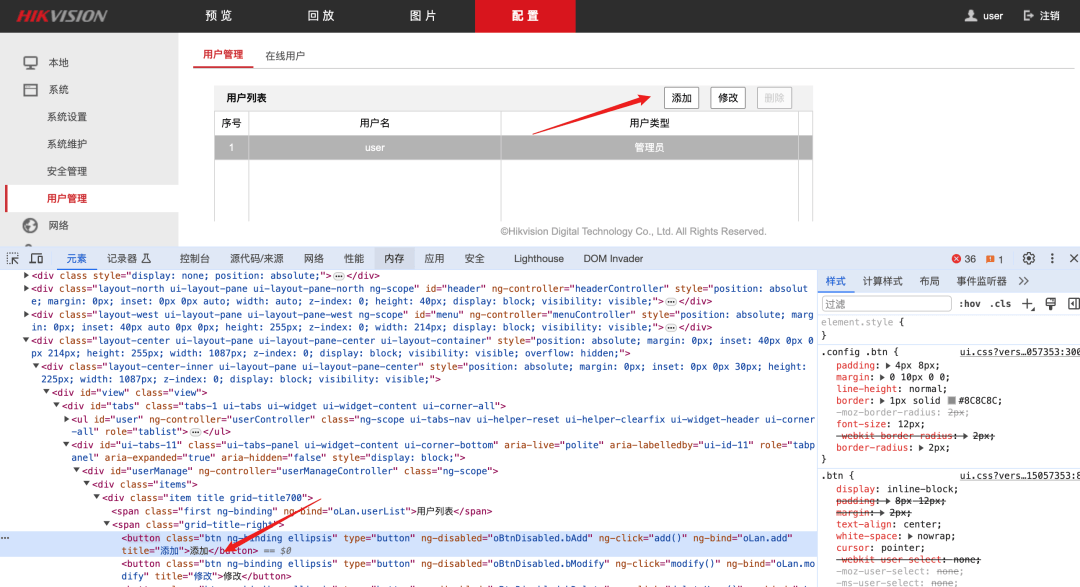 HIKVISION 预览 回放 图片 配置 user 注销
用户管理 在线用户
本地
系统
系统设置
系统维护
安全管理
用户管理
网络
用户列表 添加 修改 删除
序号 用户名 用户类型
1 user 管理员
©Hikvision Digital Technology Co., Ltd. All Rights Reserved.
元素 记录器 控制台 源代码/来源 网络 性能 内存 应用 安全 Lighthouse DOM Invader 36 1
<div class style="display: none; position: absolute;">…</div>
<div class="layout-north ui-layout-pane ui-layout-pane-north ng-scope" id="header" ng-controller="headerController" style="position: absolut
e; margin: 0px; inset: 0px 0px auto; width: auto; z-index: 0; height: 40px; display: block; visibility: visible;">…</div>
<div class="layout-west ui-layout-pane ui-layout-pane-west ng-scope" id="menu" ng-controller="menuController" style="position: absolute; marg
in: 0px; inset: 40px auto 0px 0px; height: 255px; z-index: 0; width: 214px; display: block; visibility: visible;">…</div>
<div class="layout-center ui-layout-pane ui-layout-pane-center ui-layout-container" style="position: absolute; margin: 0px; inset: 40px 0px 0
px 214px; height: 255px; width: 1087px; z-index: 0; display: block; visibility: visible; overflow: hidden;">
<div class="layout-center-inner ui-layout-pane ui-layout-pane-center" style="position: absolute; margin: 0px; inset: 0px 0px 30px; height:
225px; width: 1087px; z-index: 0; display: block; visibility: visible;">
<div id="view" class="view">
<div id="tabs" class="tabs-1 ui-tabs ui-widget ui-widget-content ui-corner-all">
<ul id="user" ng-controller="userController" class="ng-scope ui-tabs-nav ui-helper-reset ui-helper-clearfix ui-widget-header ui-corner
-all" role="tablist">…</ul>
<div id="ui-tabs-11" class="ui-tabs-panel ui-widget-content ui-corner-bottom" aria-live="polite" aria-labelledby="ui-id-11" role="tabp
anel" aria-expanded="true" aria-hidden="false" style="display: block;">
<div id="userManage" ng-controller="userManageController" class="ng-scope">
<div class="items">
<div class="item title grid-title700">
<span class="first ng-binding" ng-bind="oLan.userList">用户列表</span>
<span class="grid-title-right">
<button class="btn ng-binding ellipsis" type="button" ng-disabled="oBtnDisabled.bAdd" ng-click="add()" ng-bind="oLan.add"
title="添加">添加</button> == $0
<button class="btn ng-binding ellipsis" type="button" ng-disabled="oBtnDisabled.bModify" ng-click="modify()" ng-bind="oLan.mo
dify" title="修改">修改</button>
样式 计算样式 布局 事件监听器
过滤 :hov .cls
element.style {
}
.config .btn { ui.css?vers…057353:300
padding: 4px 8px;
margin: 0 10px 0 0;
line-height: normal;
border: 1px solid #8C8C8C;
-moz-border-radius: 2px;
font-size: 12px;
-webkit-border-radius: 2px;
border-radius: 2px;
}
.btn { ui.css?vers…15057353:8
display: inline-block;
padding: 8px 12px;
margin: 2px;
text-align: center;
white-space: nowrap;
cursor: pointer;
-webkit-user-select: none;
-moz-user-select: none;
-ms-user-select: none;